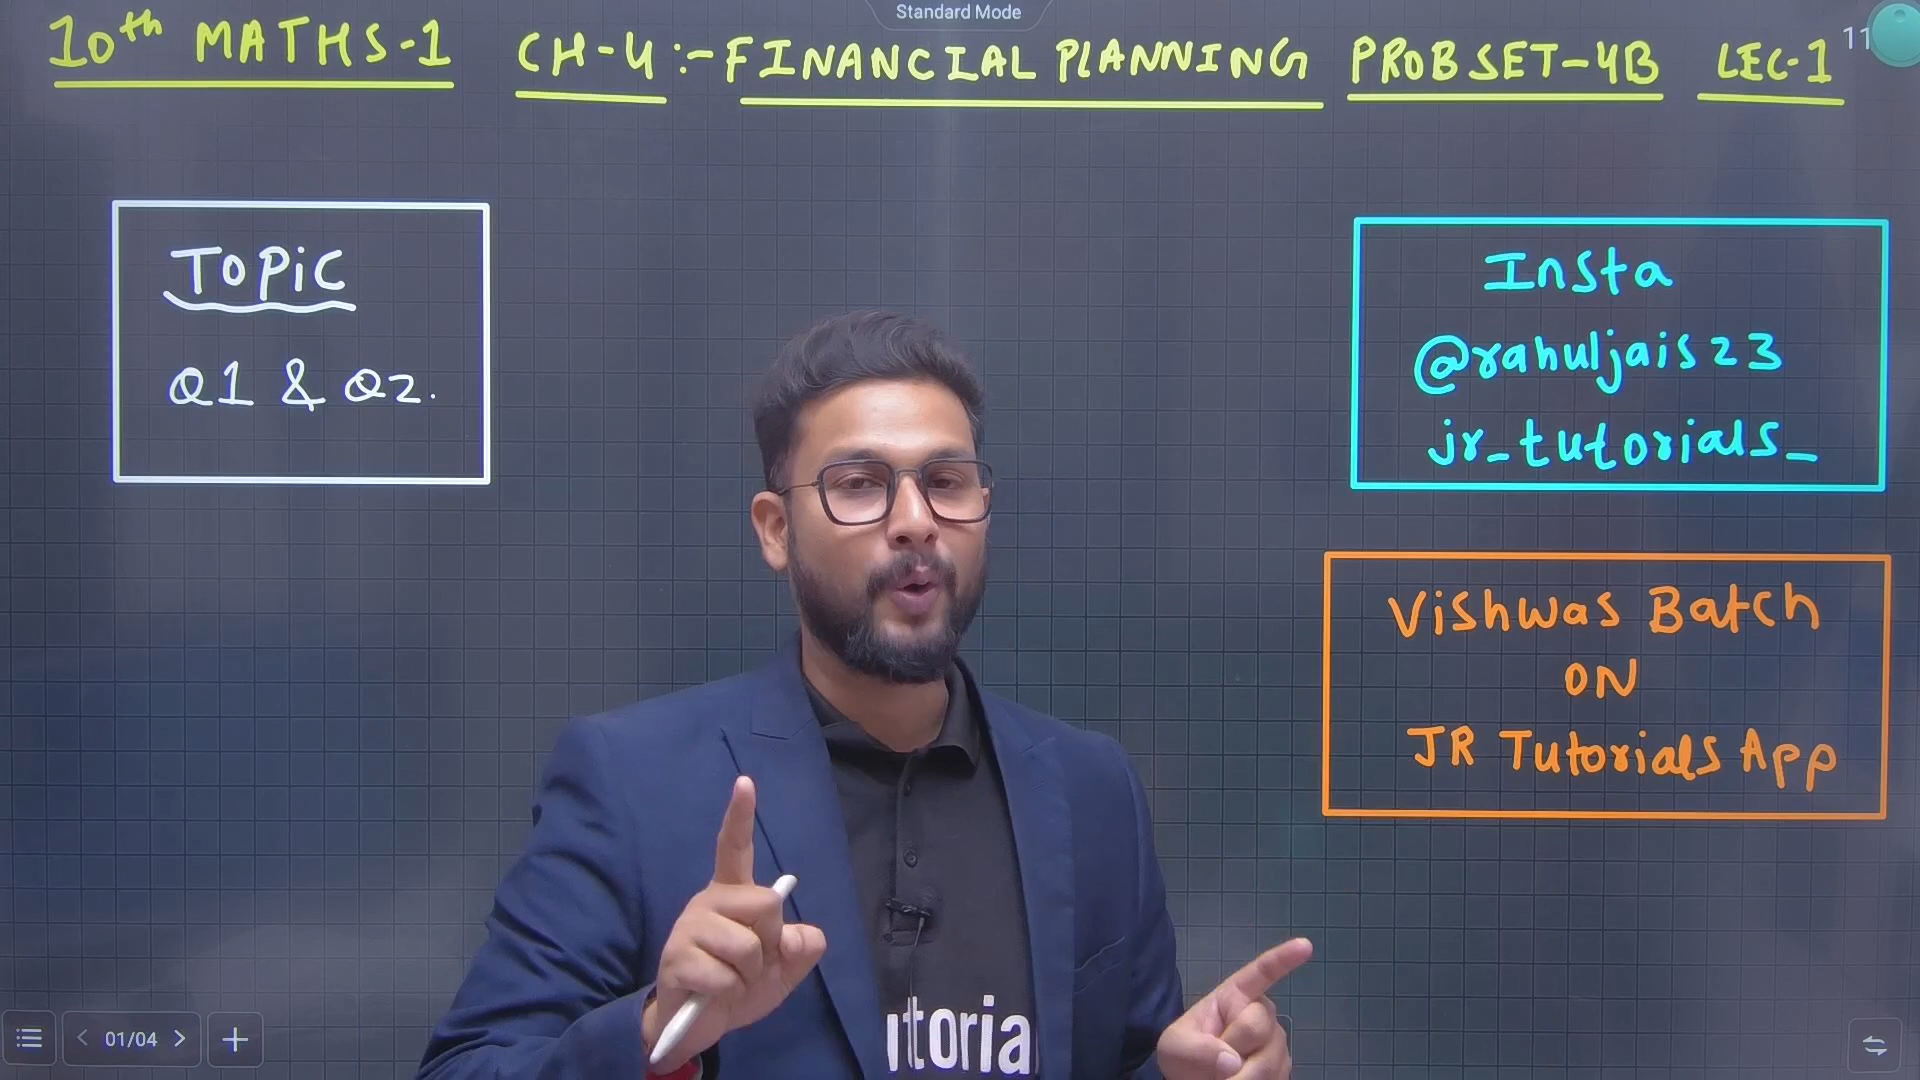 Standard Mode
10th MATHS-1 CH-4:- FINANCIAL PLANNING PROBSET-4B LEC-1
11
TOPiC
Q1 & Q2.
Insta
@rahuljais23
jr_tutorials_
Vishwas Batch
ON
JR Tutorials App
itoria
01/04